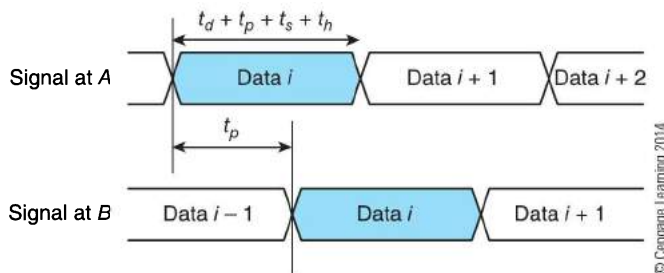 t_d + t_p + t_s + t_h
Signal at A
Data i
Data i + 1
Data i + 2
t_p
Signal at B
Data i – 1
Data i
Data i + 1
© Cengage Learning 2014